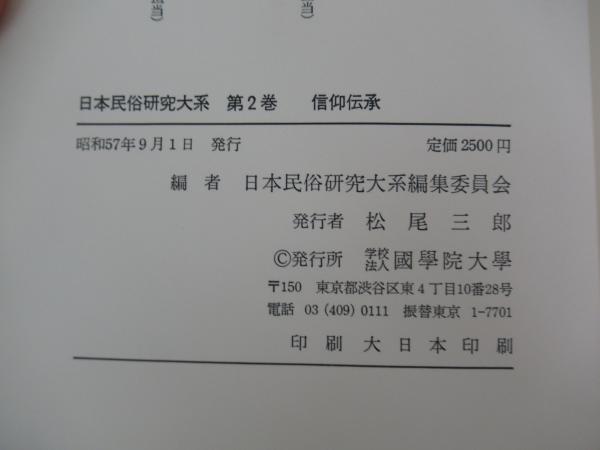 担当）
当）
日本民俗研究大系 第2巻 信仰伝承
昭和57年9月1日 発行 定価2500円
編者 日本民俗研究大系編集委員会
発行者 松尾三郎
©発行所 学校法人 國學院大學
〒150 東京都渋谷区東4丁目10番28号
電話 03 (409) 0111 振替東京 1-7701
印刷 大日本印刷